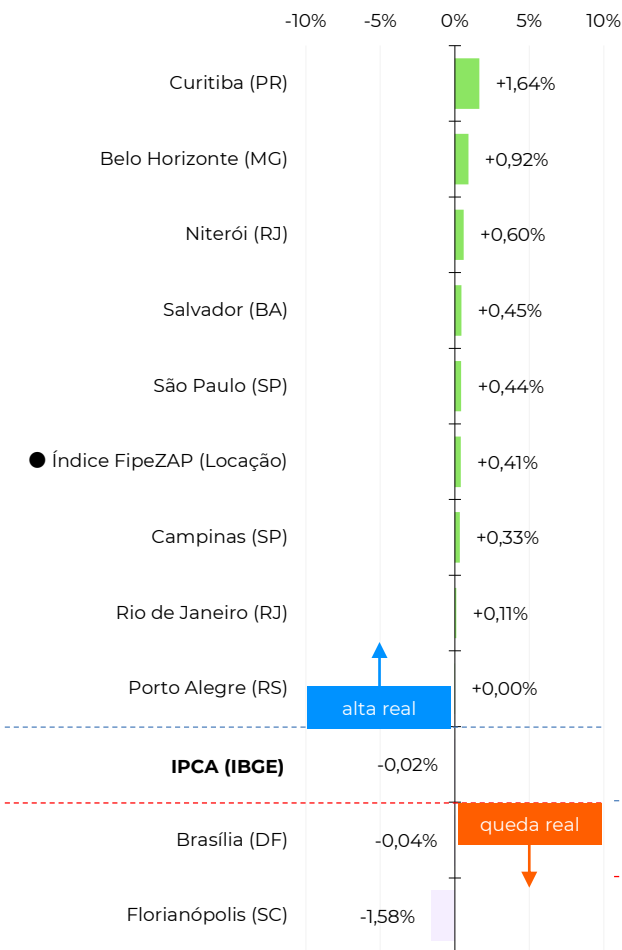 -10% -5% 0% 5% 10%
Curitiba (PR) +1,64%
Belo Horizonte (MG) +0,92%
Niterói (RJ) +0,60%
Salvador (BA) +0,45%
São Paulo (SP) +0,44%
Índice FipeZAP (Locação) +0,41%
Campinas (SP) +0,33%
Rio de Janeiro (RJ) +0,11%
Porto Alegre (RS) +0,00%
alta real
IPCA (IBGE) -0,02%
queda real
Brasília (DF) -0,04%
Florianópolis (SC) -1,58%